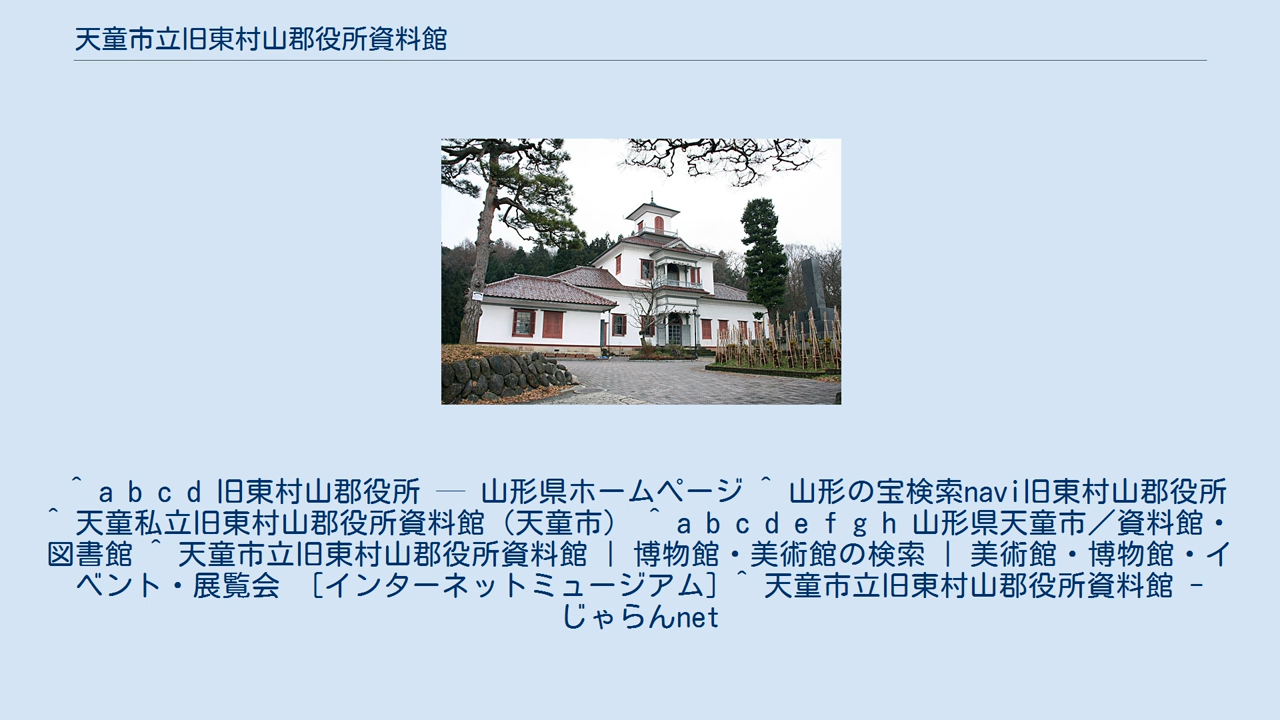 天童市立旧東村山郡役所資料館
^ a b c d 旧東村山郡役所 ― 山形県ホームページ ^ 山形の宝検索navi旧東村山郡役所
^ 天童私立旧東村山郡役所資料館（天童市） ^ a b c d e f g h 山形県天童市／資料館・
図書館 ^ 天童市立旧東村山郡役所資料館 | 博物館・美術館の検索 | 美術館・博物館・イ
ベント・展覧会 ［インターネットミュージアム］^ 天童市立旧東村山郡役所資料館 -
じゃらんnet